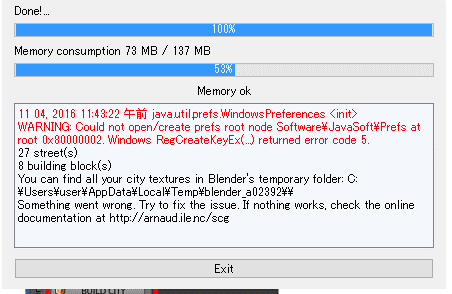 Done!...
100%
Memory consumption 73 MB / 137 MB
53%
Memory ok
11 04, 2016 11:43:22 午前 java.util.prefs.WindowsPreferences <init>
WARNING: Could not open/create prefs root node Software¥JavaSoft¥Prefs at
root 0x80000002. Windows RegCreateKeyEx(...) returned error code 5.
27 street(s)
8 building block(s)
You can find all your city textures in Blender's temporary folder: C:
¥Users¥user¥AppData¥Local¥Temp¥blender_a02392¥¥
Something went wrong. Try to fix the issue. If nothing works, check the online
documentation at http://arnaud.ile.nc/scg
Exit
BUILD CITY